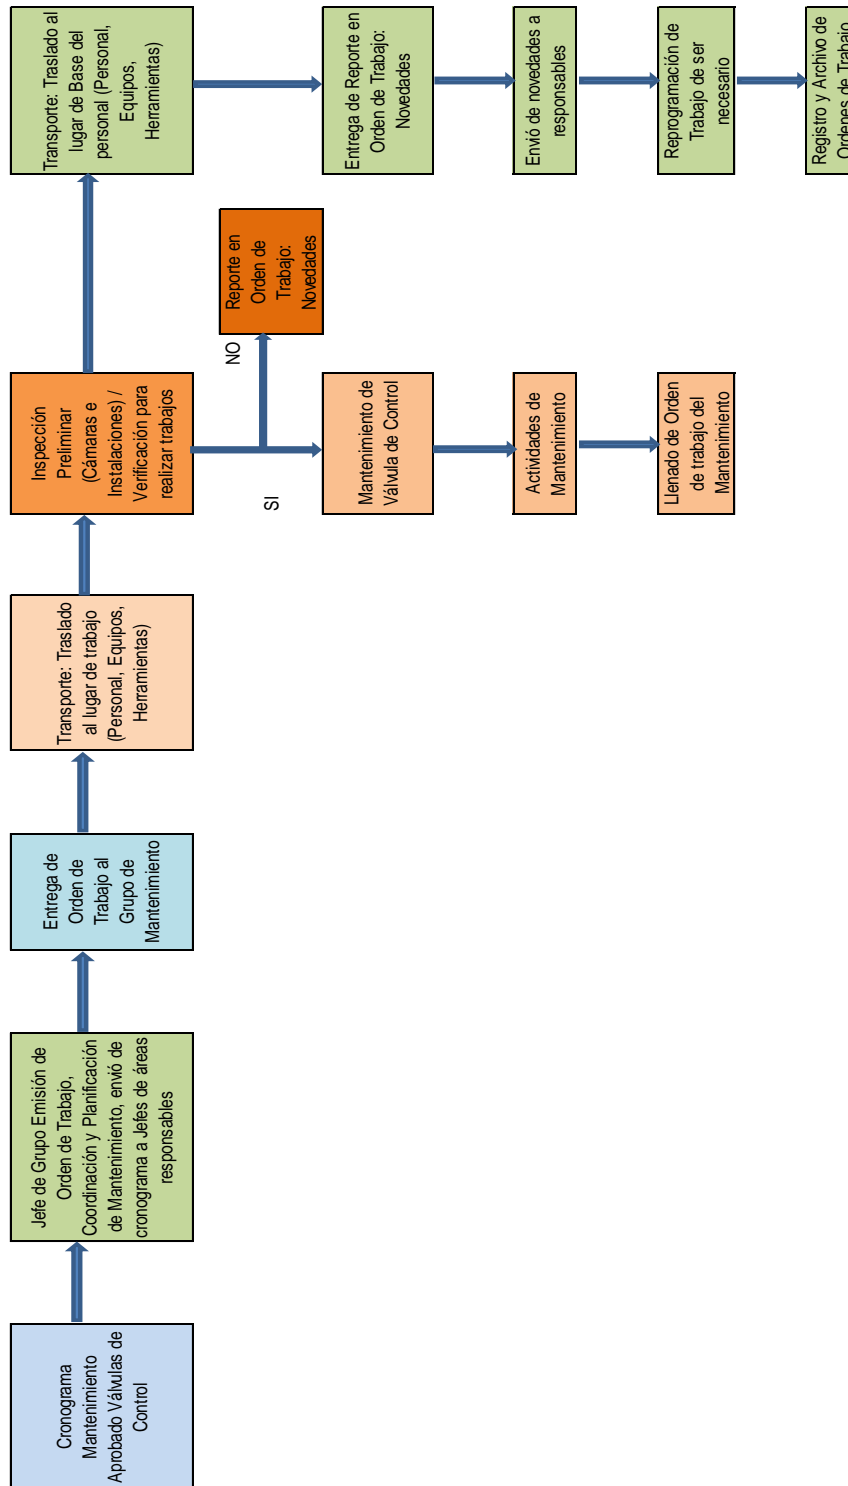 Cronograma
Mantenimiento
Aprobado Válvulas de
Control
Jefe de Grupo Emisión de
Orden de Trabajo,
Coordinación y Planificación
de Mantenimiento, envió de
cronograma a Jefes de áreas
responsables
Entrega de
Orden de
Trabajo al
Grupo de
Mantenimiento
Transporte: Traslado
al lugar de trabajo
(Personal, Equipos,
Herramientas)
Inspección
Preliminar
(Cámaras e
Instalaciones) /
Verificación para
realizar trabajos
Transporte: Traslado al
lugar de Base del
personal (Personal,
Equipos,
Herramientas)
NO
Reporte en
Orden de
Trabajo:
Novedades
SI
Mantenimiento de
Válvula de Control
Entrega de Reporte en
Orden de Trabajo:
Novedades
Actividades de
Mantenimiento
Envió de novedades a
responsables
Llenado de Orden
de trabajo del
Mantenimiento
Reprogramación de
Trabajo de ser
necesario
Registro y Archivo de
Ordenes de Trabajo